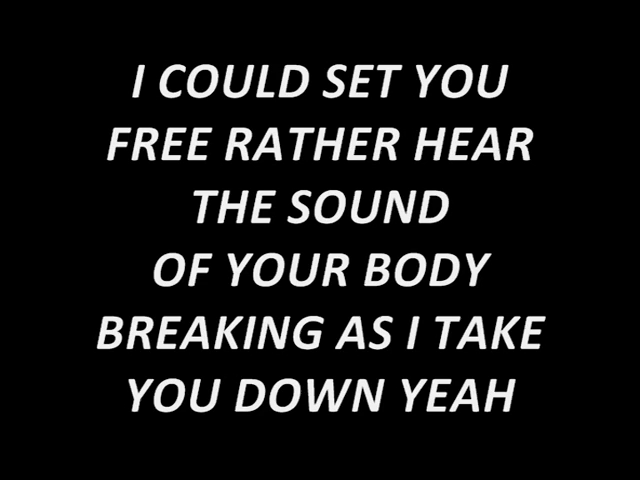 I COULD SET YOU
FREE RATHER HEAR
THE SOUND
OF YOUR BODY
BREAKING AS I TAKE
YOU DOWN YEAH